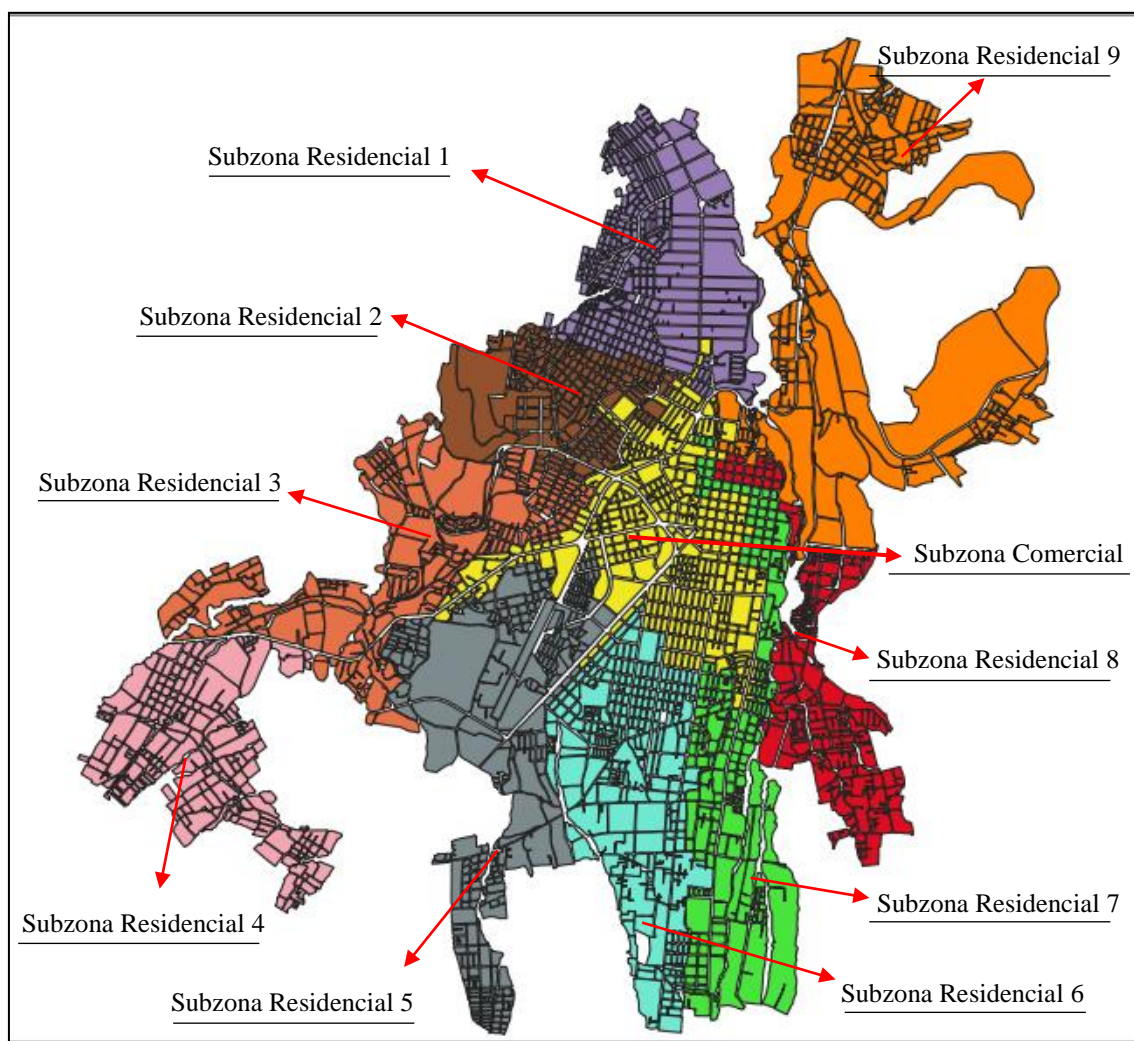 Subzona Residencial 9
Subzona Residencial 1
Subzona Residencial 2
Subzona Residencial 3
Subzona Comercial
Subzona Residencial 8
Subzona Residencial 7
Subzona Residencial 4
Subzona Residencial 6
Subzona Residencial 5